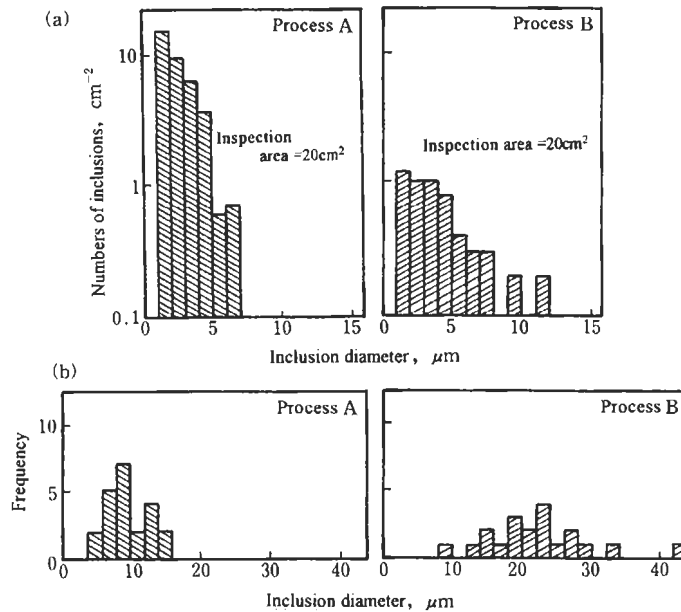 (a)
Process A
Process B
10
1
0.1
Numbers of inclusions, cm⁻²
Inspection
area =20cm²
Inspection area =20cm²
0 5 10 15
0 5 10 15
Inclusion diameter, μm
(b)
Process A
Process B
10
5
0
Frequency
0 10 20 30 40
0 10 20 30 40
Inclusion diameter, μm